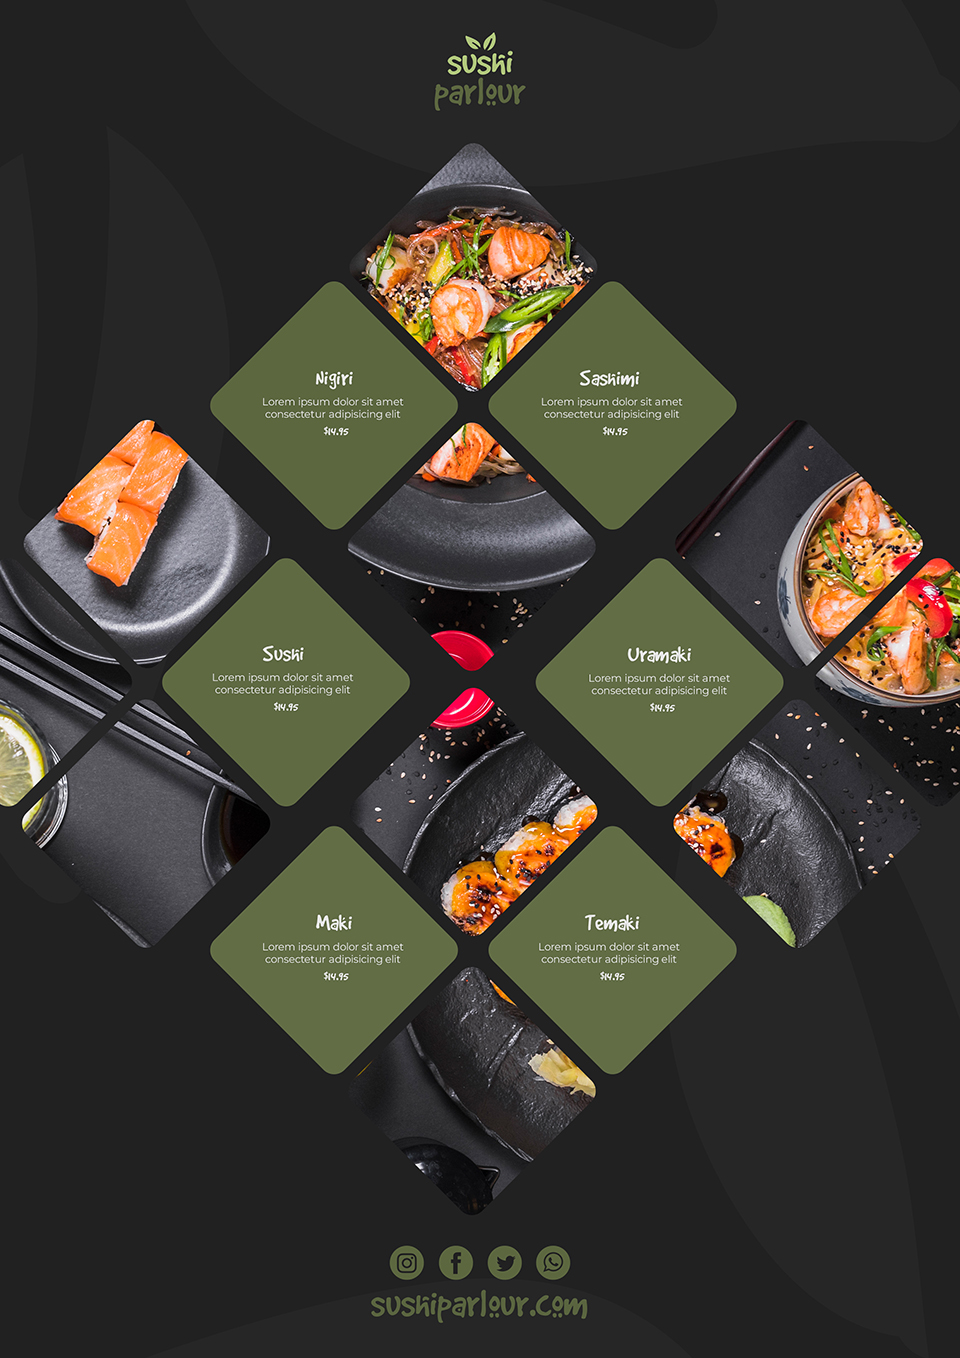 sushi
parlour
Nigiri
Lorem ipsum dolor sit amet
consectetur adipisicing elit
$14.95
Sashimi
Lorem ipsum dolor sit amet
consectetur adipisicing elit
$14.95
Sushi
Lorem ipsum dolor sit amet
consectetur adipisicing elit
$14.95
Uramaki
Lorem ipsum dolor sit amet
consectetur adipisicing elit
$14.95
Maki
Lorem ipsum dolor sit amet
consectetur adipisicing elit
$14.95
Temaki
Lorem ipsum dolor sit amet
consectetur adipisicing elit
$14.95
sushiparlour.com